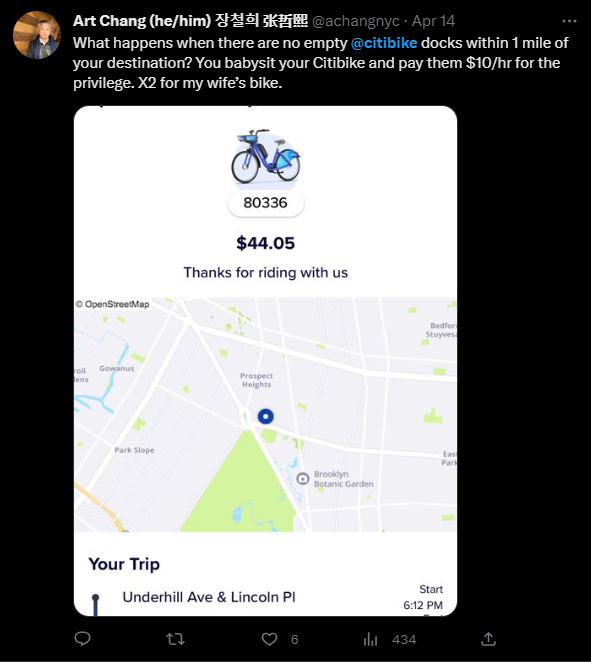 Art Chang (he/him) 장철희 张哲熙 @achangnyc · Apr 14
What happens when there are no empty @citibike docks within 1 mile of
your destination? You babysit your Citibike and pay them $10/hr for the
privilege. X2 for my wife's bike.
80336
$44.05
Thanks for riding with us
© OpenStreetMap
Bedfor
Stuyves
Gowanus
roll
lens
Prospect
Heights
Park Slope
East
Park
Brooklyn
Botanic Garden
Your Trip
Underhill Ave & Lincoln Pl
Start
6:12 PM
6
434